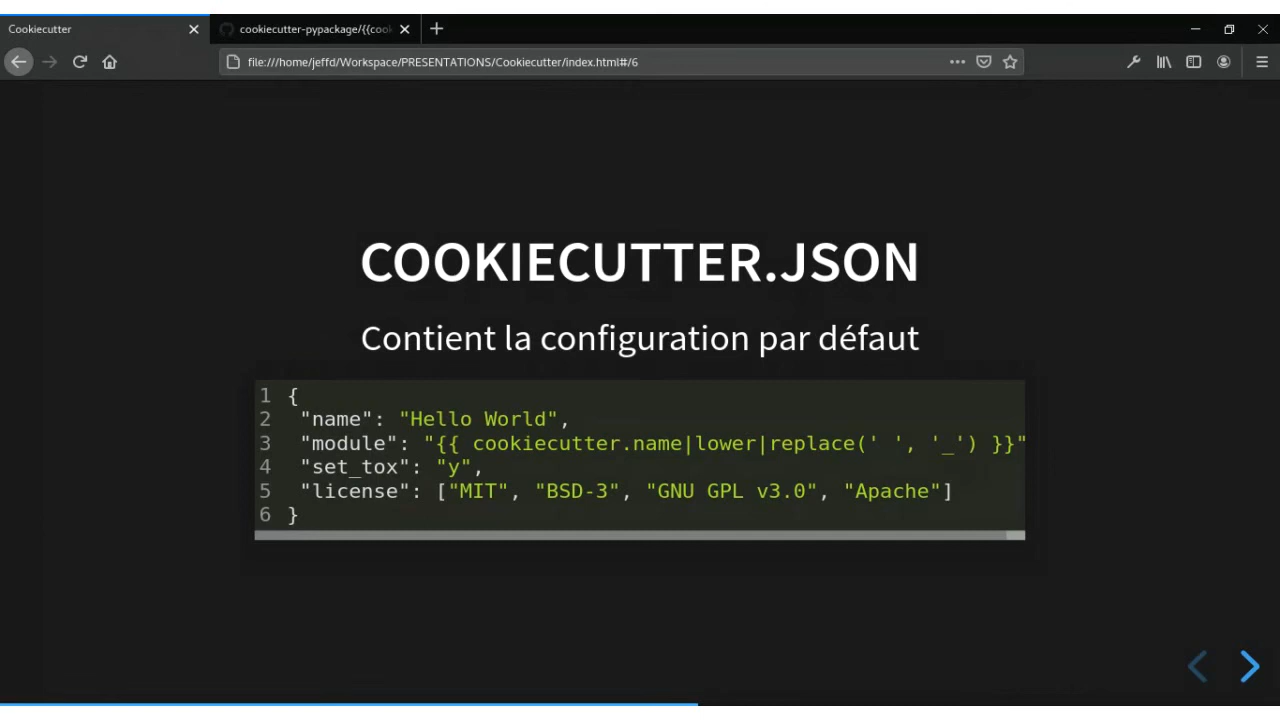 Cookiecutter
cookiecutter-pypackage/{{cook
file:///home/jeffd/Workspace/PRESENTATIONS/Cookiecutter/index.html#/6
COOKIECUTTER.JSON
Contient la configuration par défaut
1 {
2 "name": "Hello World",
3 "module": "{{ cookiecutter.name|lower|replace(' ', '_') }}"
4 "set_tox": "y",
5 "license": ["MIT", "BSD-3", "GNU GPL v3.0", "Apache"]
6 }